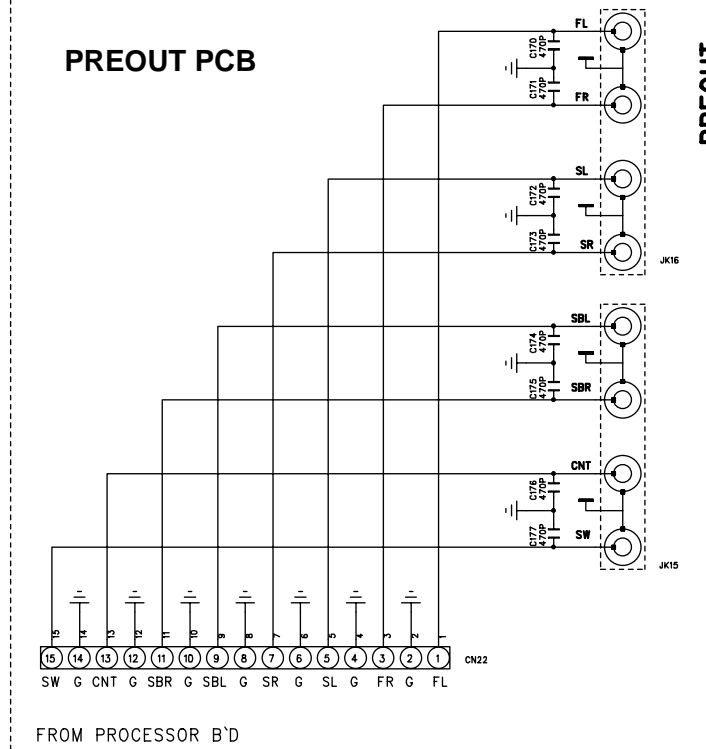 PREOUT PCB
PREOUT
FL
C170
470P
C171
470P
FR
SL
C172
470P
C173
470P
SR
JK16
SBL
C174
470P
C175
470P
SBR
CNT
C176
470P
C177
470P
SW
JK15
15 14 13 12 11 10 9 8 7 6 5 4 3 2 1
15 14 13 12 11 10 9 8 7 6 5 4 3 2 1 CN22
SW G CNT G SBR G SBL G SR G SL G FR G FL
FROM PROCESSOR B`D